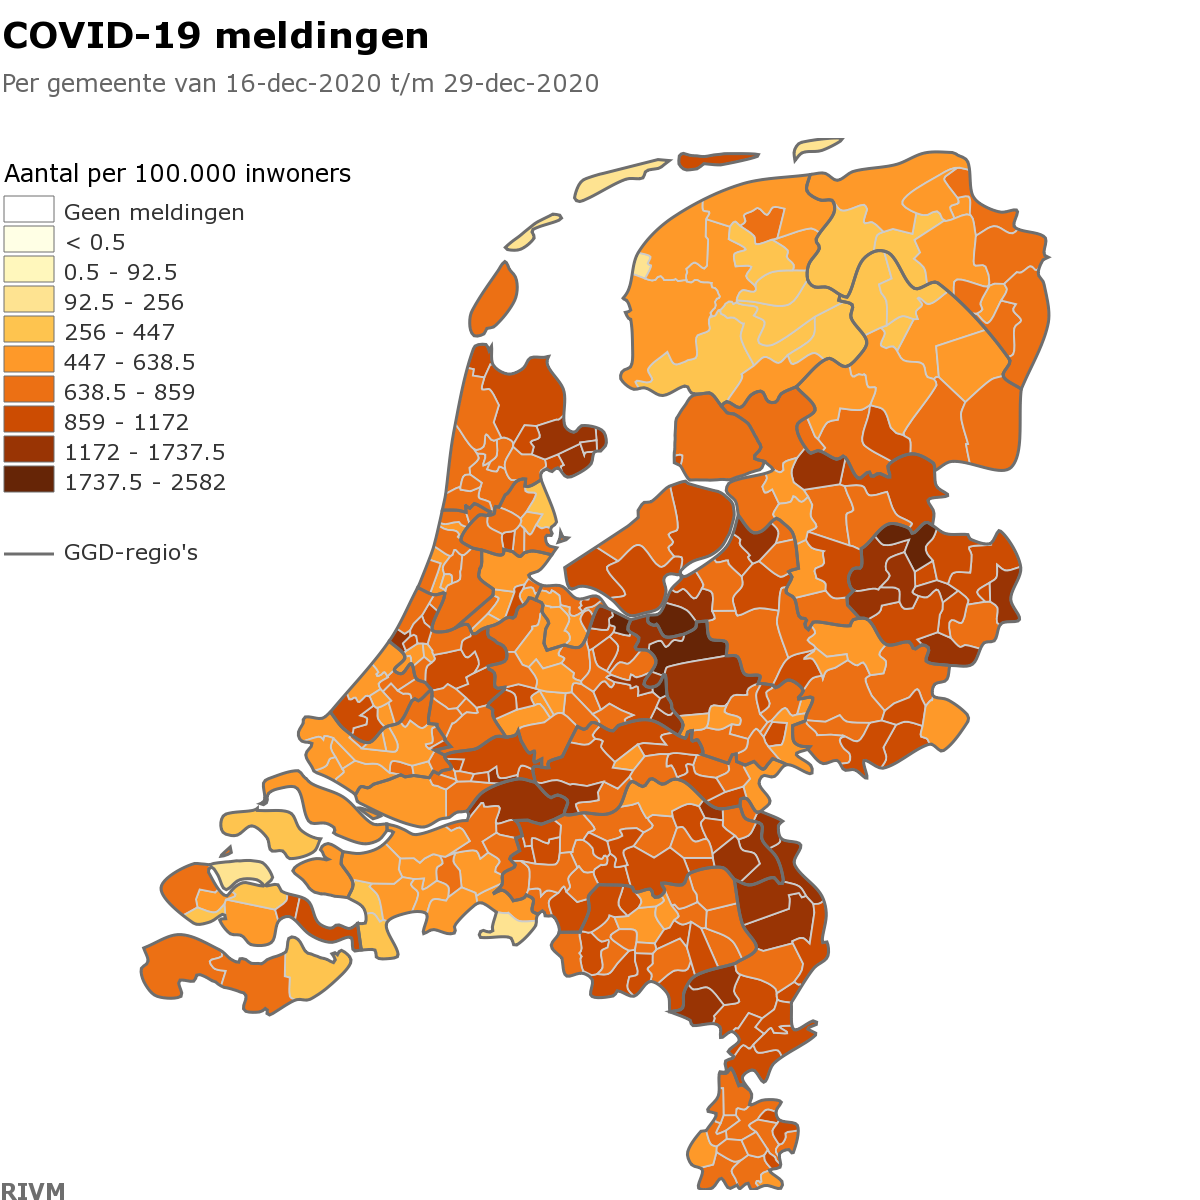 COVID-19 meldingen
Per gemeente van 16-dec-2020 t/m 29-dec-2020
Aantal per 100.000 inwoners
Geen meldingen
< 0.5
0.5 - 92.5
92.5 - 256
256 - 447
447 - 638.5
638.5 - 859
859 - 1172
1172 - 1737.5
1737.5 - 2582
GGD-regio's
RIVM